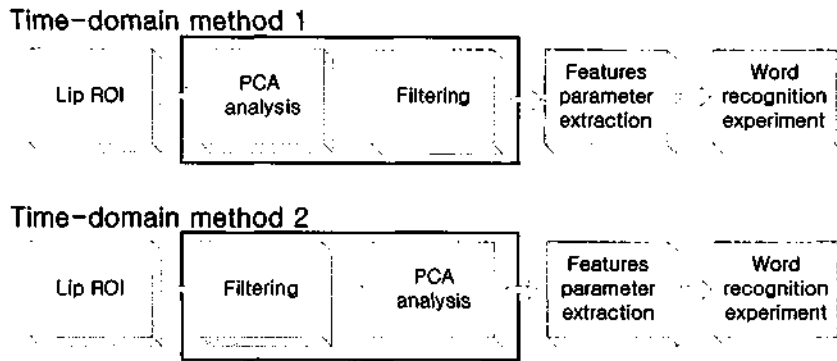 Time-domain method 1
Lip ROI
PCA
analysis
Filtering
Features
parameter
extraction
Word
recognition
experiment
Time-domain method 2
Lip ROI
Filtering
PCA
analysis
Features
parameter
extraction
Word
recognition
experiment